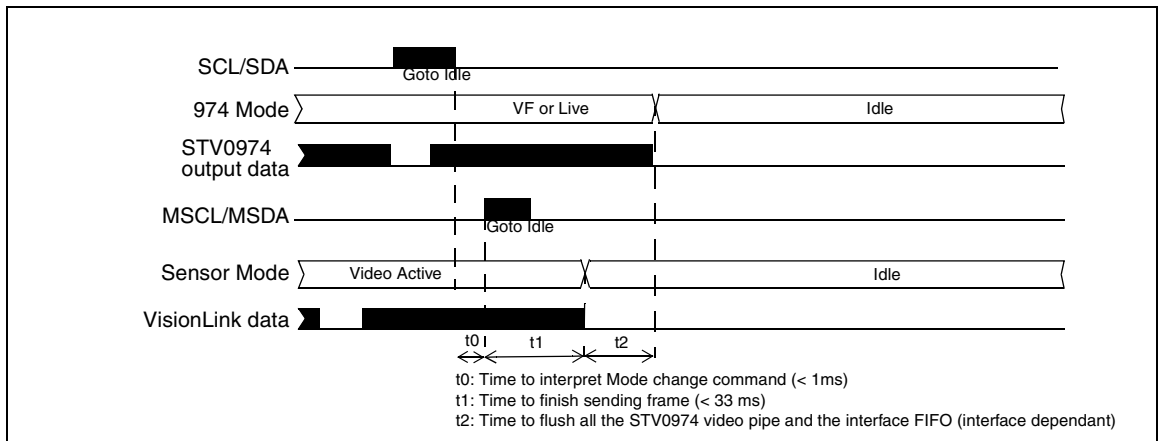 SCL/SDA
Goto Idle
974 Mode
VF or Live
Idle
STV0974
output data
MSCL/MSDA
Goto Idle
Sensor Mode
Video Active
Idle
VisionLink data
t0
t1
t2
t0: Time to interpret Mode change command (< 1ms)
t1: Time to finish sending frame (< 33 ms)
t2: Time to flush all the STV0974 video pipe and the interface FIFO (interface dependant)